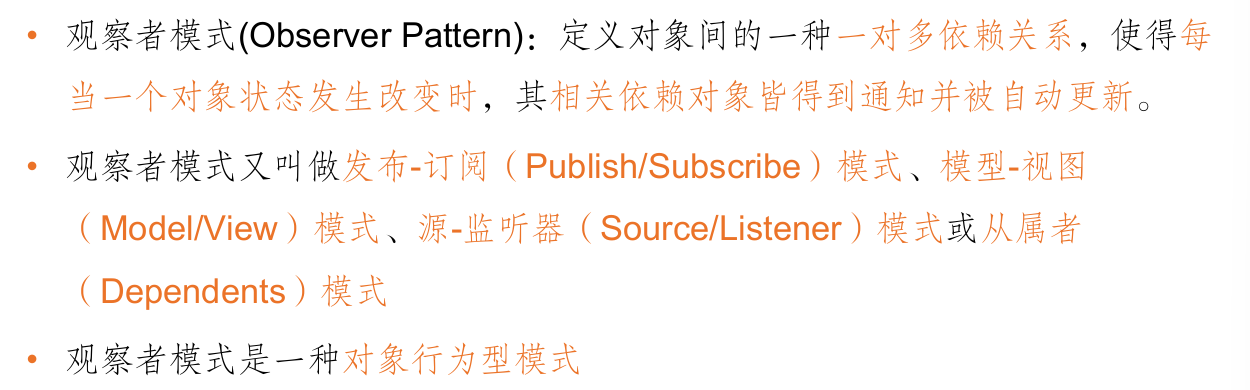 • 观察者模式(Observer Pattern)：定义对象间的一种一对多依赖关系，使得每
当一个对象状态发生改变时，其相关依赖对象皆得到通知并被自动更新。
• 观察者模式又叫做发布-订阅（Publish/Subscribe）模式、模型-视图
（Model/View）模式、源-监听器（Source/Listener）模式或从属者
（Dependents）模式
• 观察者模式是一种对象行为型模式